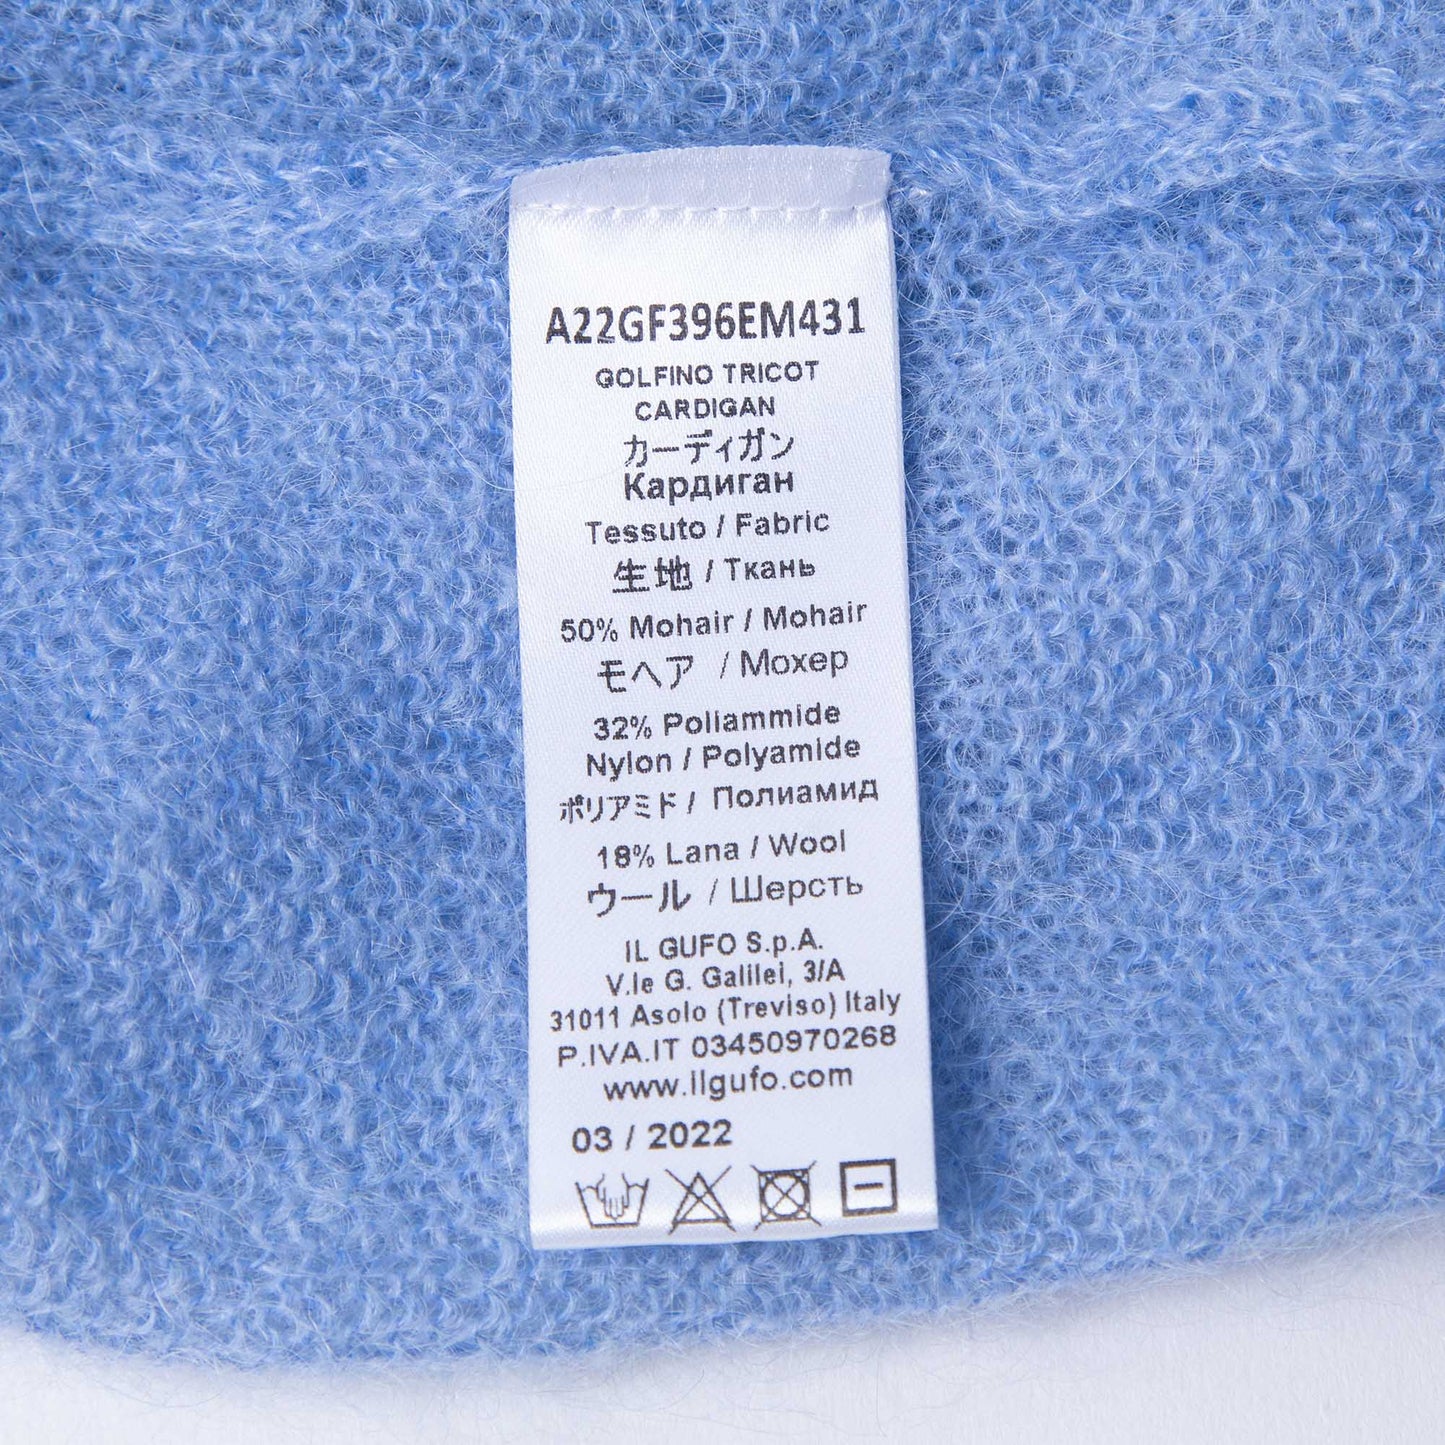 A22GF396EM431
GOLFINO TRICOT
CARDIGAN
カーディガン
Кардиган
Tessuto / Fabric
生地 / Ткань
50% Mohair / Mohair
モヘア / Мохер
32% Poliammide
Nylon / Polyamide
ポリアミド / Полиамид
18% Lana / Wool
ウール / Шерсть
IL GUFO S.p.A.
V.le G. Galilei, 3/A
31011 Asolo (Treviso) Italy
P.IVA.IT 03450970268
www.ilgufo.com
03 / 2022